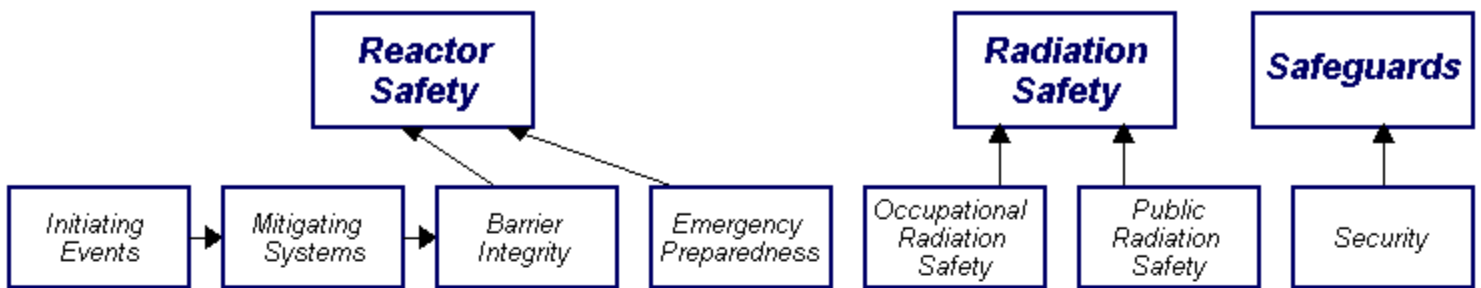 Reactor
Safety
Radiation
Safety
Safeguards
Initiating
Events
Mitigating
Systems
Barrier
Integrity
Emergency
Preparedness
Occupational
Radiation
Safety
Public
Radiation
Safety
Security